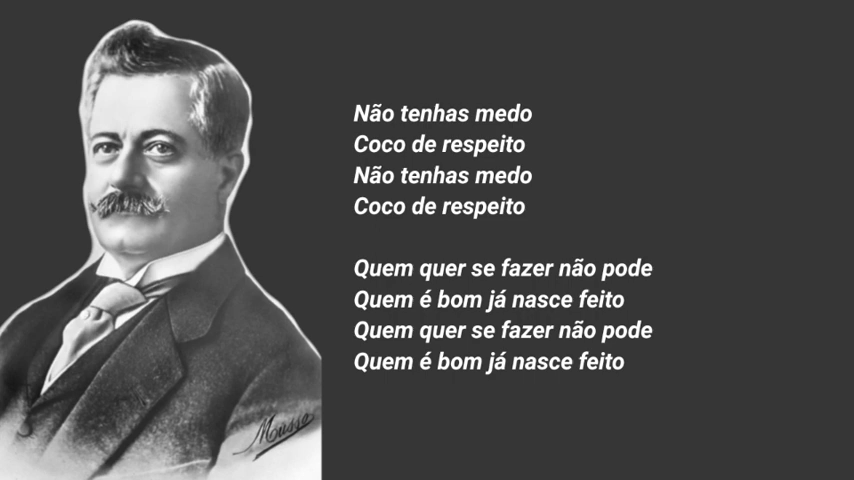 Não tenhas medo
Coco de respeito
Não tenhas medo
Coco de respeito
Quem quer se fazer não pode
Quem é bom já nasce feito
Quem quer se fazer não pode
Quem é bom já nasce feito
Musso